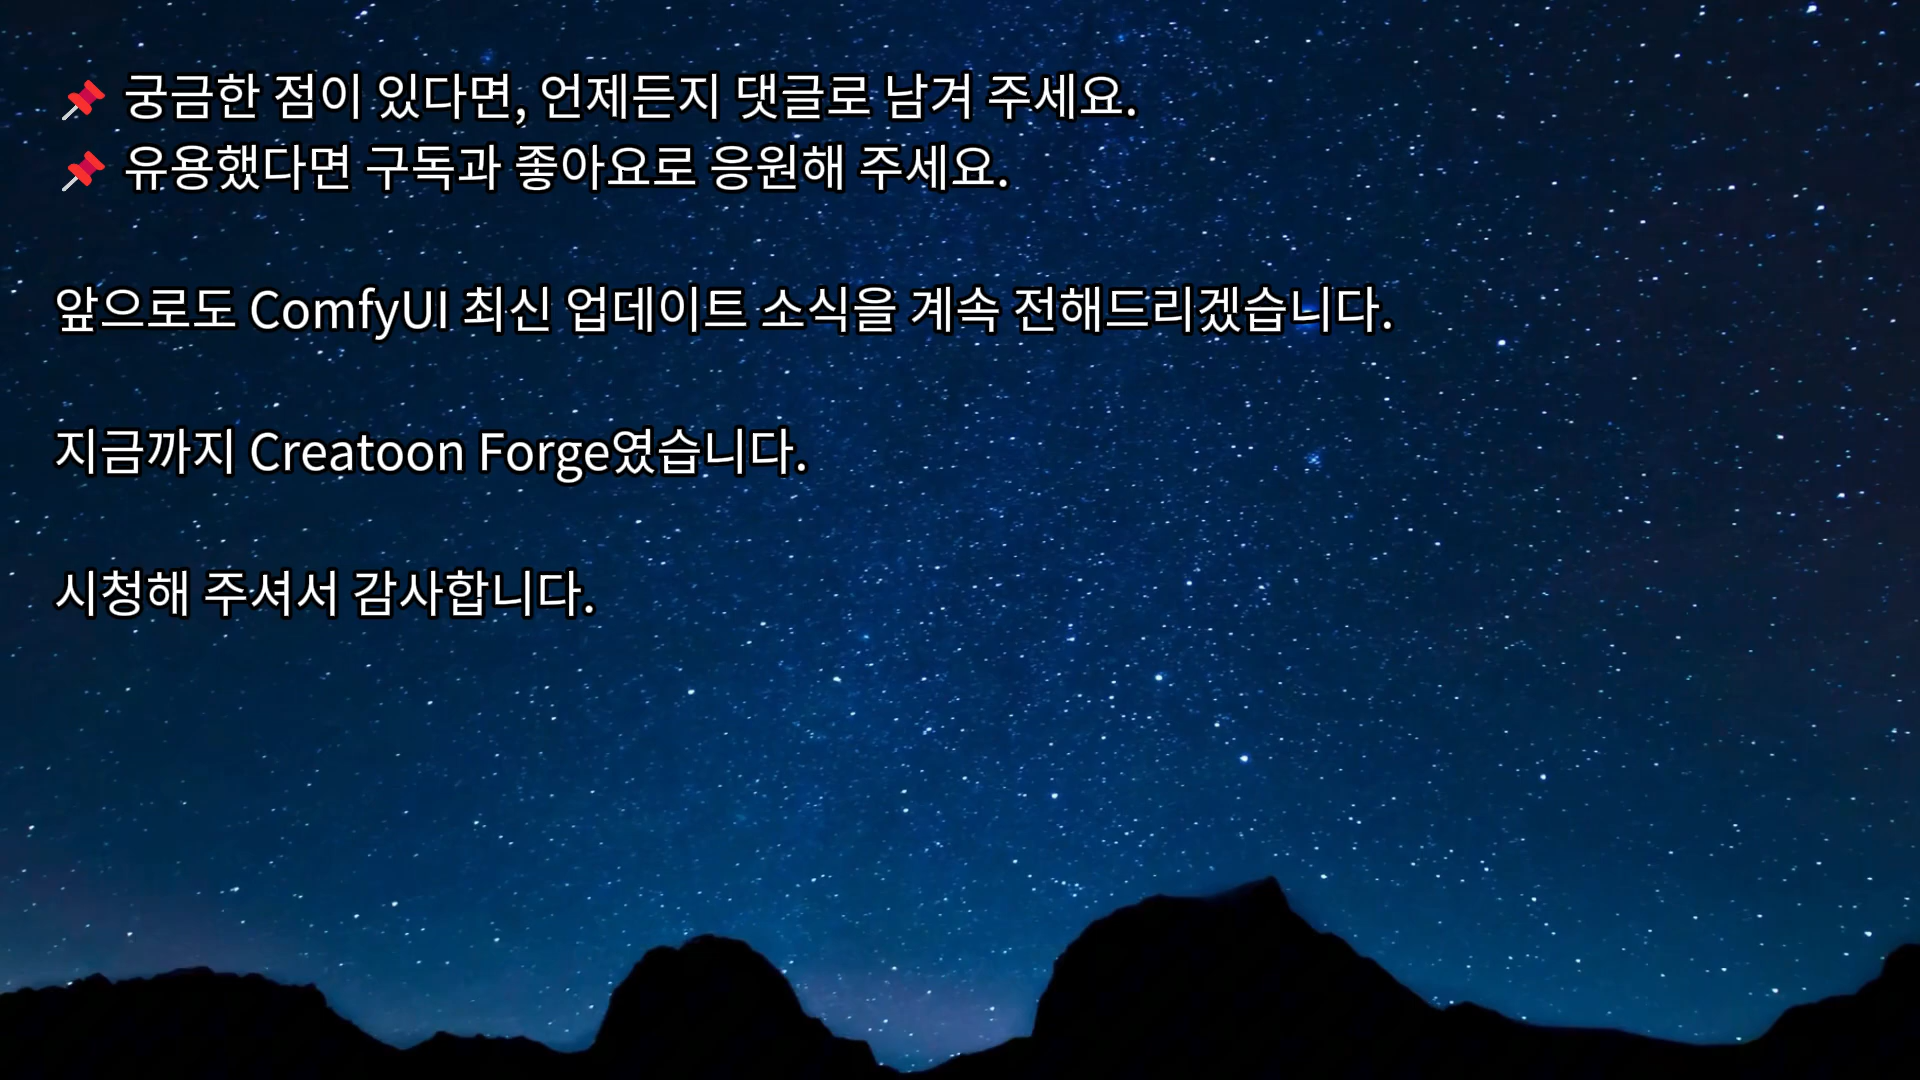 📌 궁금한 점이 있다면, 언제든지 댓글로 남겨 주세요.
📌 유용했다면 구독과 좋아요로 응원해 주세요.
앞으로도 ComfyUI 최신 업데이트 소식을 계속 전해드리겠습니다.
지금까지 Creatoon Forge였습니다.
시청해 주셔서 감사합니다.